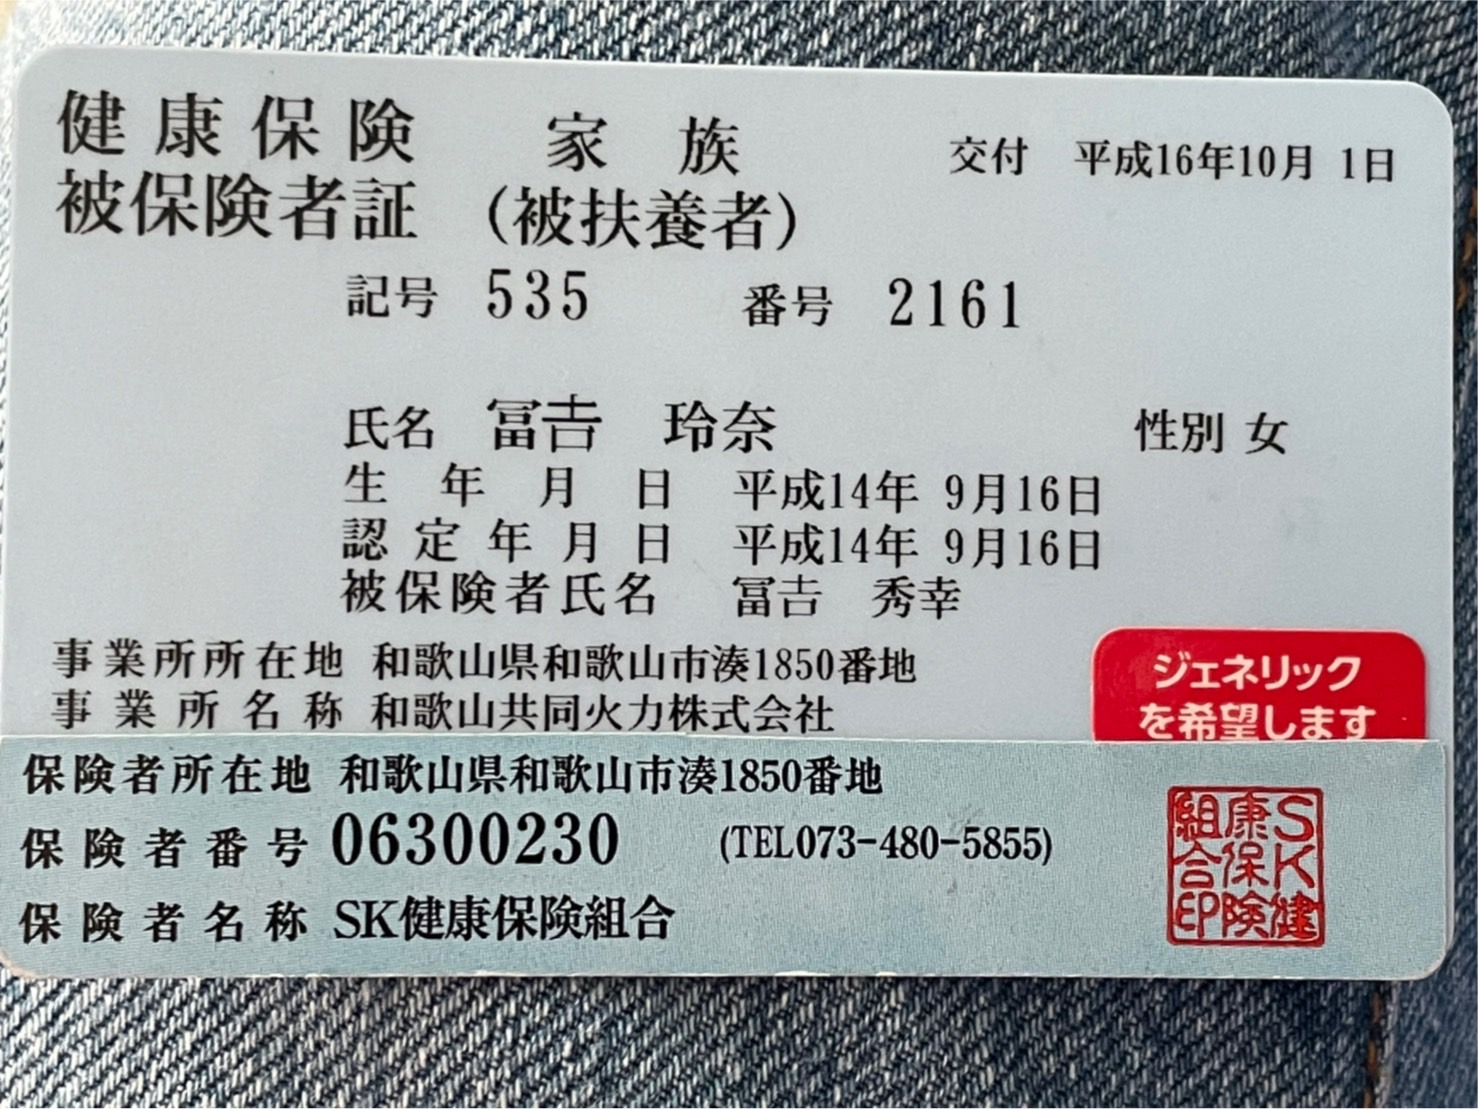 健康保険 家族 交付 平成16年10月 1日
被保険者証 (被扶養者)
記号 535 番号 2161
氏名 冨𠮷 玲奈 性別 女
生年月日 平成14年 9月16日
認定年月日 平成14年 9月16日
被保険者氏名 冨𠮷 秀幸
事業所所在地 和歌山県和歌山市湊1850番地
事業所名称 和歌山共同火力株式会社
ジェネリック
を希望します
保険者所在地 和歌山県和歌山市湊1850番地
保険者番号 06300230 (TEL073-480-5855)
保険者名称 SK健康保険組合
SK健
康保険
組合印